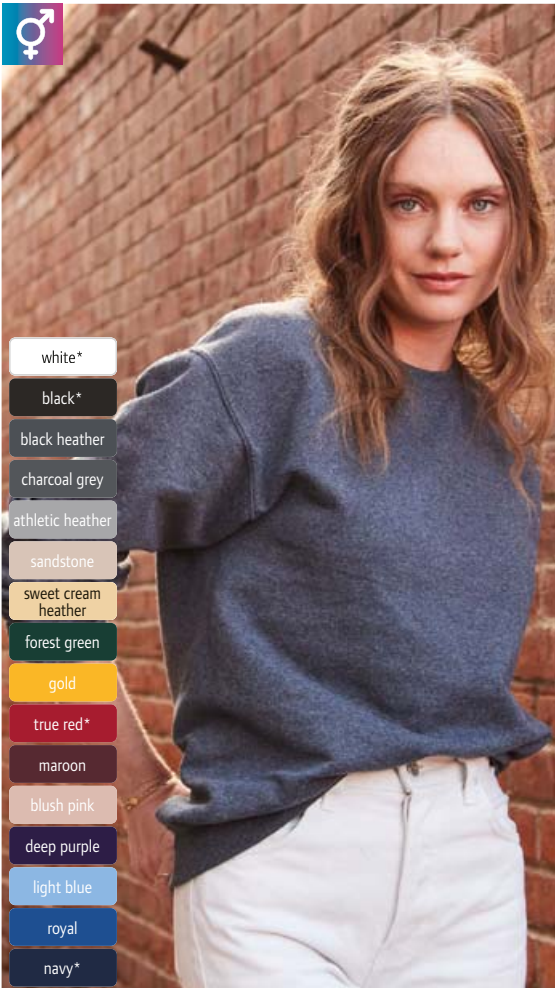 white*
black*
black heather
charcoal grey
athletic heather
sandstone
sweet cream
heather
forest green
gold
true red*
maroon
blush pink
deep purple
light blue
royal
navy*